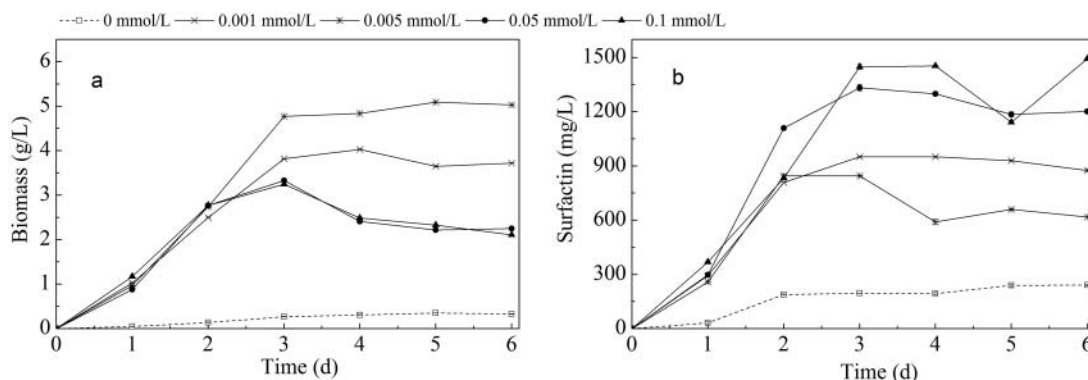 0 mmol/L 0.001 mmol/L 0.005 mmol/L 0.05 mmol/L 0.1 mmol/L
a
Biomass (g/L)
6
5
4
3
2
1
0
0 1 2 3 4 5 6
Time (d)
b
Surfactin (mg/L)
1500
1200
900
600
300
0
0 1 2 3 4 5 6
Time (d)